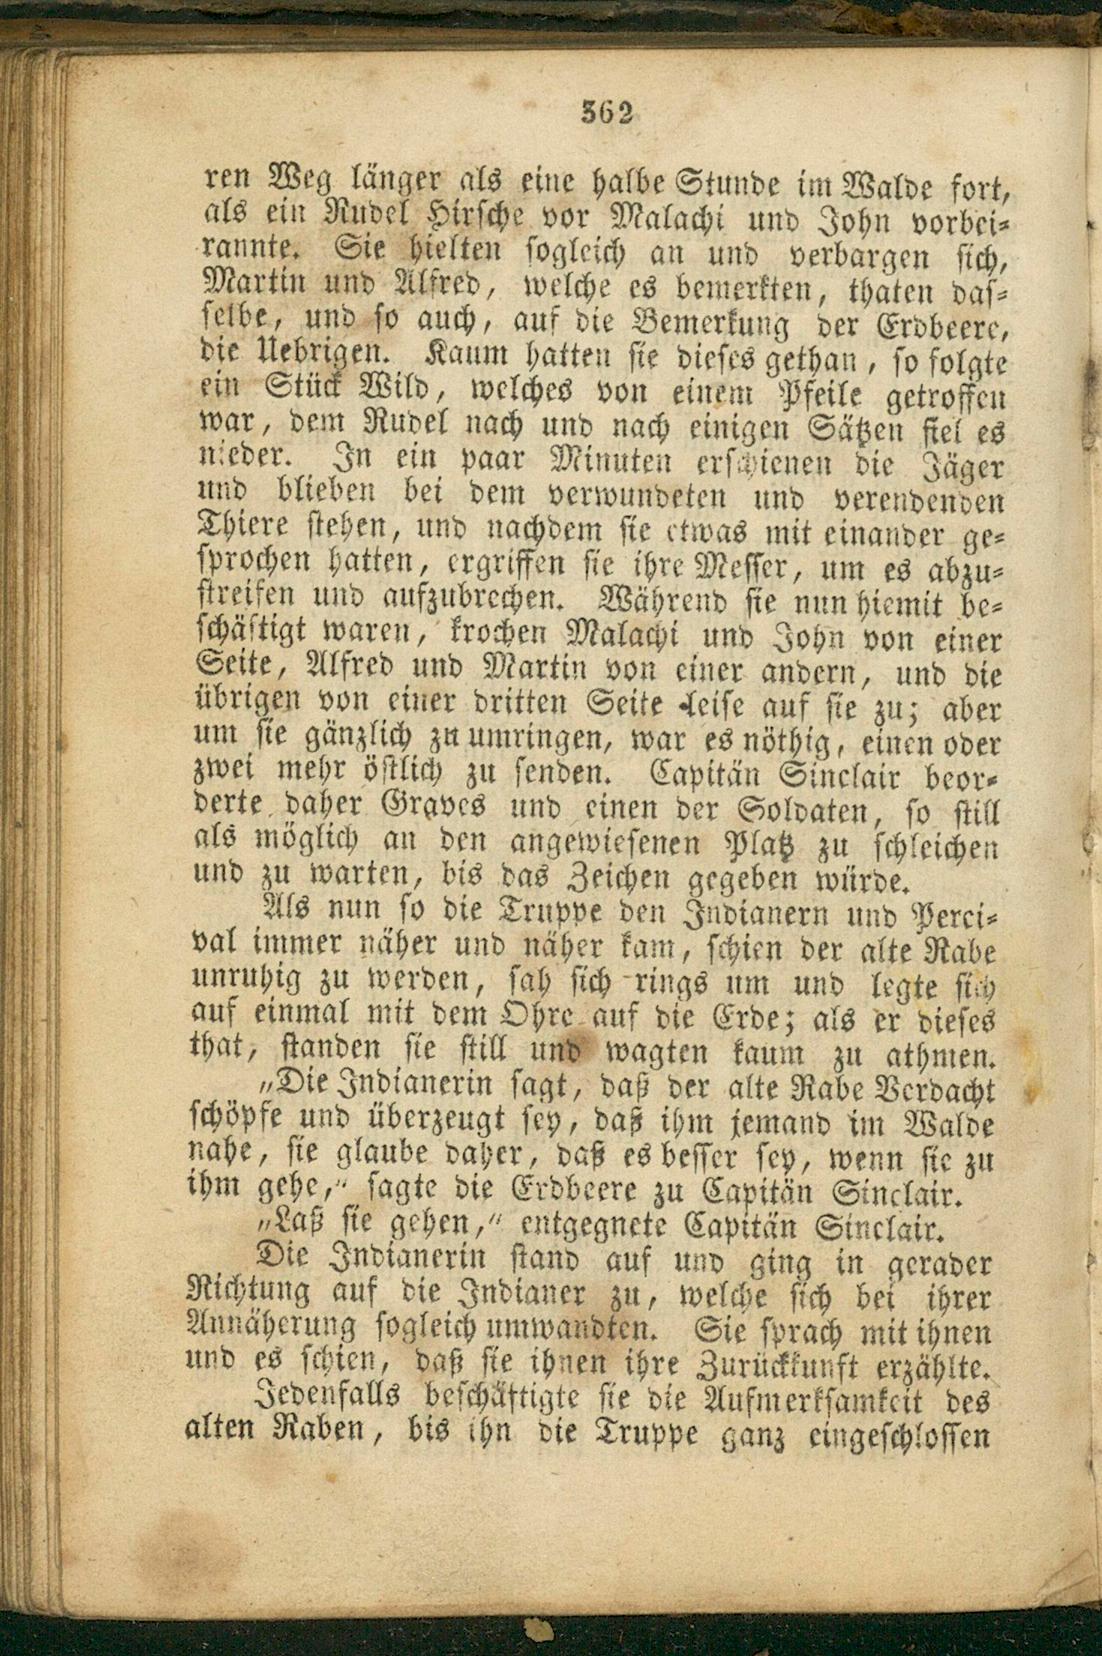 362
ren Weg länger als eine halbe Stunde im Walde fort,
als ein Rudel Hirsche vor Malachi und John vorbei-
rannte. Sie hielten sogleich an und verbargen sich,
Martin und Alfred, welche es bemerkten, thaten das-
selbe, und so auch, auf die Bemerkung der Erdbeere,
die Uebrigen. Kaum hatten sie dieses gethan, so folgte
ein Stück Wild, welches von einem Pfeile getroffen
war, dem Rudel nach und nach einigen Sätzen fiel es
nieder. In ein paar Minuten erschienen die Jäger
und blieben bei dem verwundeten und verendenden
Thiere stehen, und nachdem sie etwas mit einander ge-
sprochen hatten, ergriffen sie ihre Messer, um es abzu-
streifen und aufzubrechen. Während sie nun hiemit be-
schäftigt waren, krochen Malachi und John von einer
Seite, Alfred und Martin von einer andern, und die
übrigen von einer dritten Seite leise auf sie zu; aber
um sie gänzlich zu umringen, war es nöthig, einen oder
zwei mehr östlich zu senden. Capitän Sinclair beor-
derte daher Graves und einen der Soldaten, so still
als möglich an den angewiesenen Platz zu schleichen
und zu warten, bis das Zeichen gegeben würde.
Als nun so die Truppe den Indianern und Perci-
val immer näher und näher kam, schien der alte Rabe
unruhig zu werden, sah sich rings um und legte sich
auf einmal mit dem Ohre auf die Erde; als er dieses
that, standen sie still und wagten kaum zu athmen.
„Die Indianerin sagt, daß der alte Rabe Verdacht
schöpfe und überzeugt sey, daß ihm jemand im Walde
nahe, sie glaube daher, daß es besser sey, wenn sie zu
ihm gehe,“ sagte die Erdbeere zu Capitän Sinclair.
„Laß sie gehen,“ entgegnete Capitän Sinclair.
Die Indianerin stand auf und ging in gerader
Richtung auf die Indianer zu, welche sich bei ihrer
Annäherung sogleich umwandten. Sie sprach mit ihnen
und es schien, daß sie ihnen ihre Zurückkunft erzählte.
Jedenfalls beschäftigte sie die Aufmerksamkeit des
alten Raben, bis ihn die Truppe ganz eingeschlossen